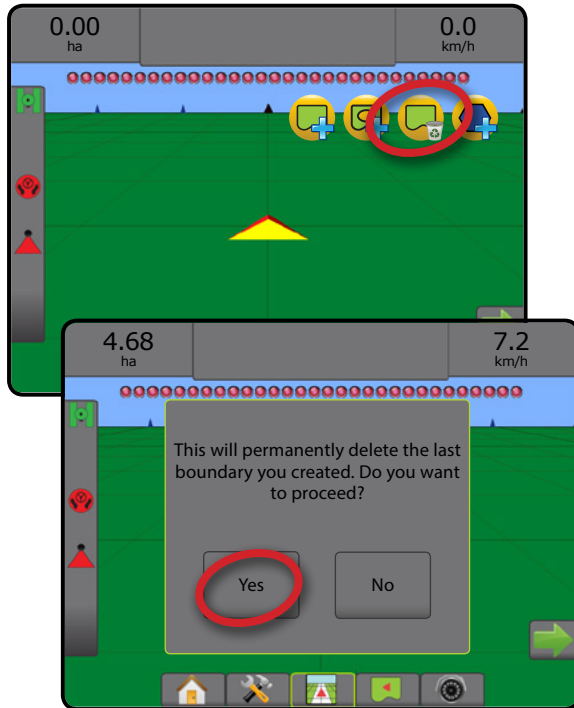 0.00
ha
0.0
km/h
4.68
ha
7.2
km/h
This will permanently delete the last
boundary you created. Do you want
to proceed?
Yes
No